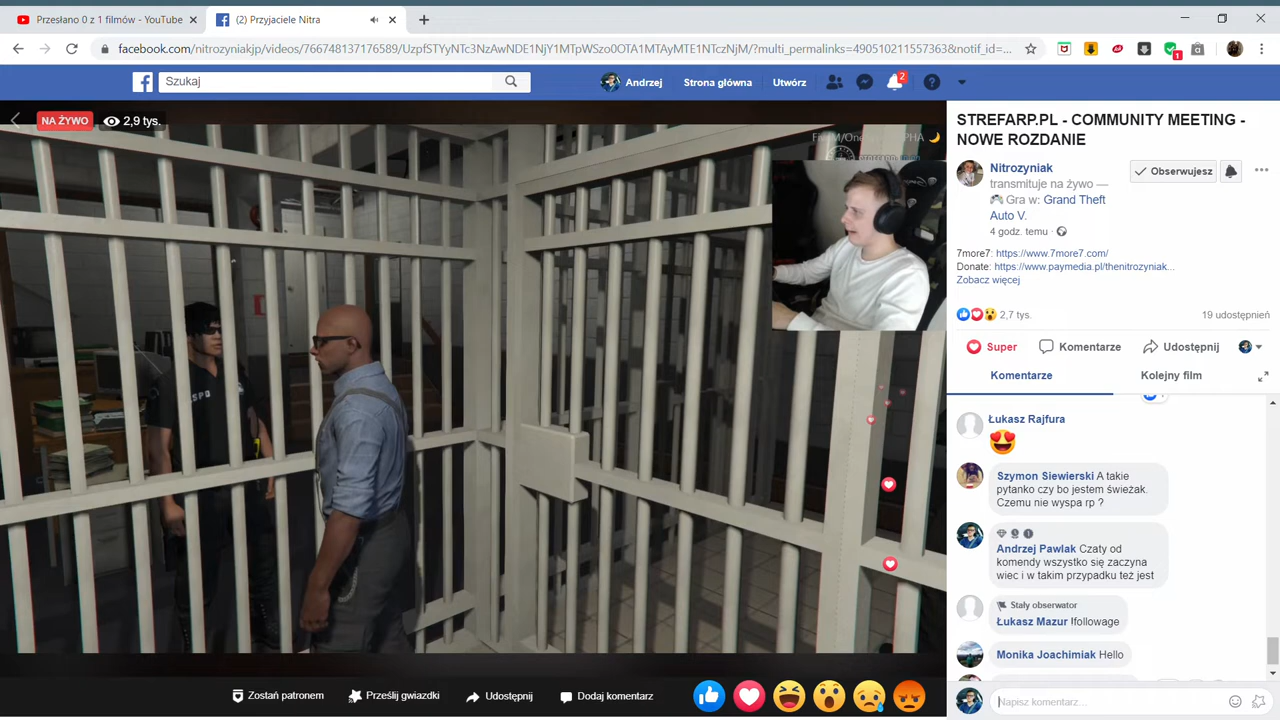 Przesłano 0 z 1 filmów - YouTube
(2) Przyjaciele Nitra
facebook.com/nitrozyniakjp/videos/766748137176589/UzpfSTYyNTc3NzAwNDE1NjY1MTpWSzo0OTA1MTAyMTE1NTczNjM/?multi_permalinks=490510211557363&notif_id=...
1
Szukaj
Andrzej
Strona główna
Utwórz
2
NA ŻYWO
2,9 tys.
STREFARP.PL - COMMUNITY MEETING -
NOWE ROZDANIE
Nitrozyniak
transmituje na żywo —
Gra w: Grand Theft
Auto V.
4 godz. temu ·
Obserwujesz
7more7: https://www.7more7.com/
Donate: https://www.paymedia.pl/thenitrozyniak...
Zobacz więcej
2,7 tys.
19 udostępnień
Super
Komentarze
Udostępnij
Komentarze
Kolejny film
Łukasz Rajfura
Szymon Siewierski A takie
pytanko czy bo jestem świeżak.
Czemu nie wyspa rp ?
Andrzej Pawlak Czaty od
komendy wszystko się zaczyna
wiec i w takim przypadku też jest
Stały obserwator
Łukasz Mazur !followage
Monika Joachimiak Hello
Napisz komentarz...
Zostań patronem
Prześlij gwiazdki
Udostępnij
Dodaj komentarz